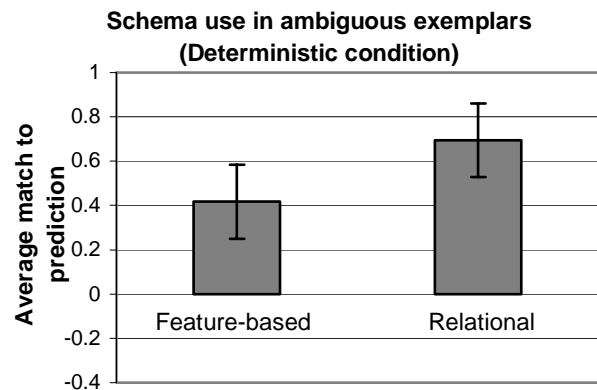 Schema use in ambiguous exemplars
(Deterministic condition)
1
0.8
0.6
0.4
0.2
0
-0.2
-0.4
Average match to
prediction
Feature-based
Relational